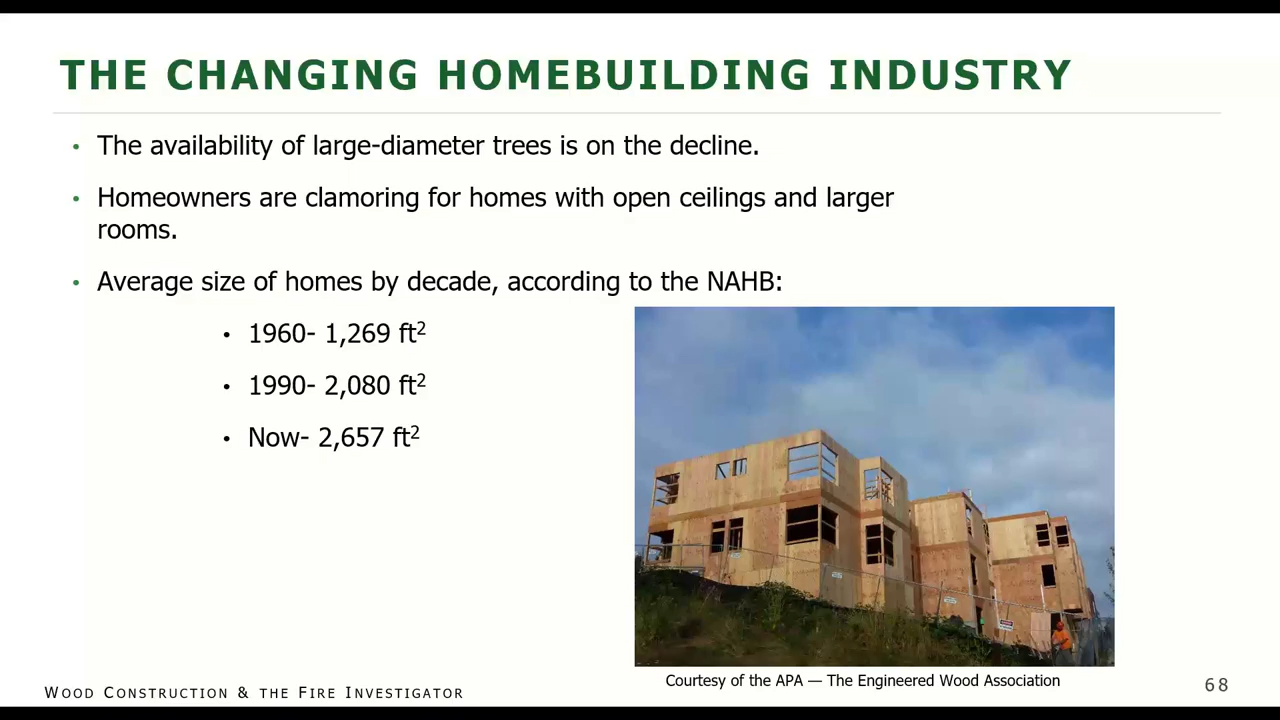 THE CHANGING HOMEBUILDING INDUSTRY
• The availability of large-diameter trees is on the decline.
• Homeowners are clamoring for homes with open ceilings and larger
rooms.
• Average size of homes by decade, according to the NAHB:
• 1960- 1,269 ft²
• 1990- 2,080 ft²
• Now- 2,657 ft²
Courtesy of the APA — The Engineered Wood Association
WOOD CONSTRUCTION & THE FIRE INVESTIGATOR
68